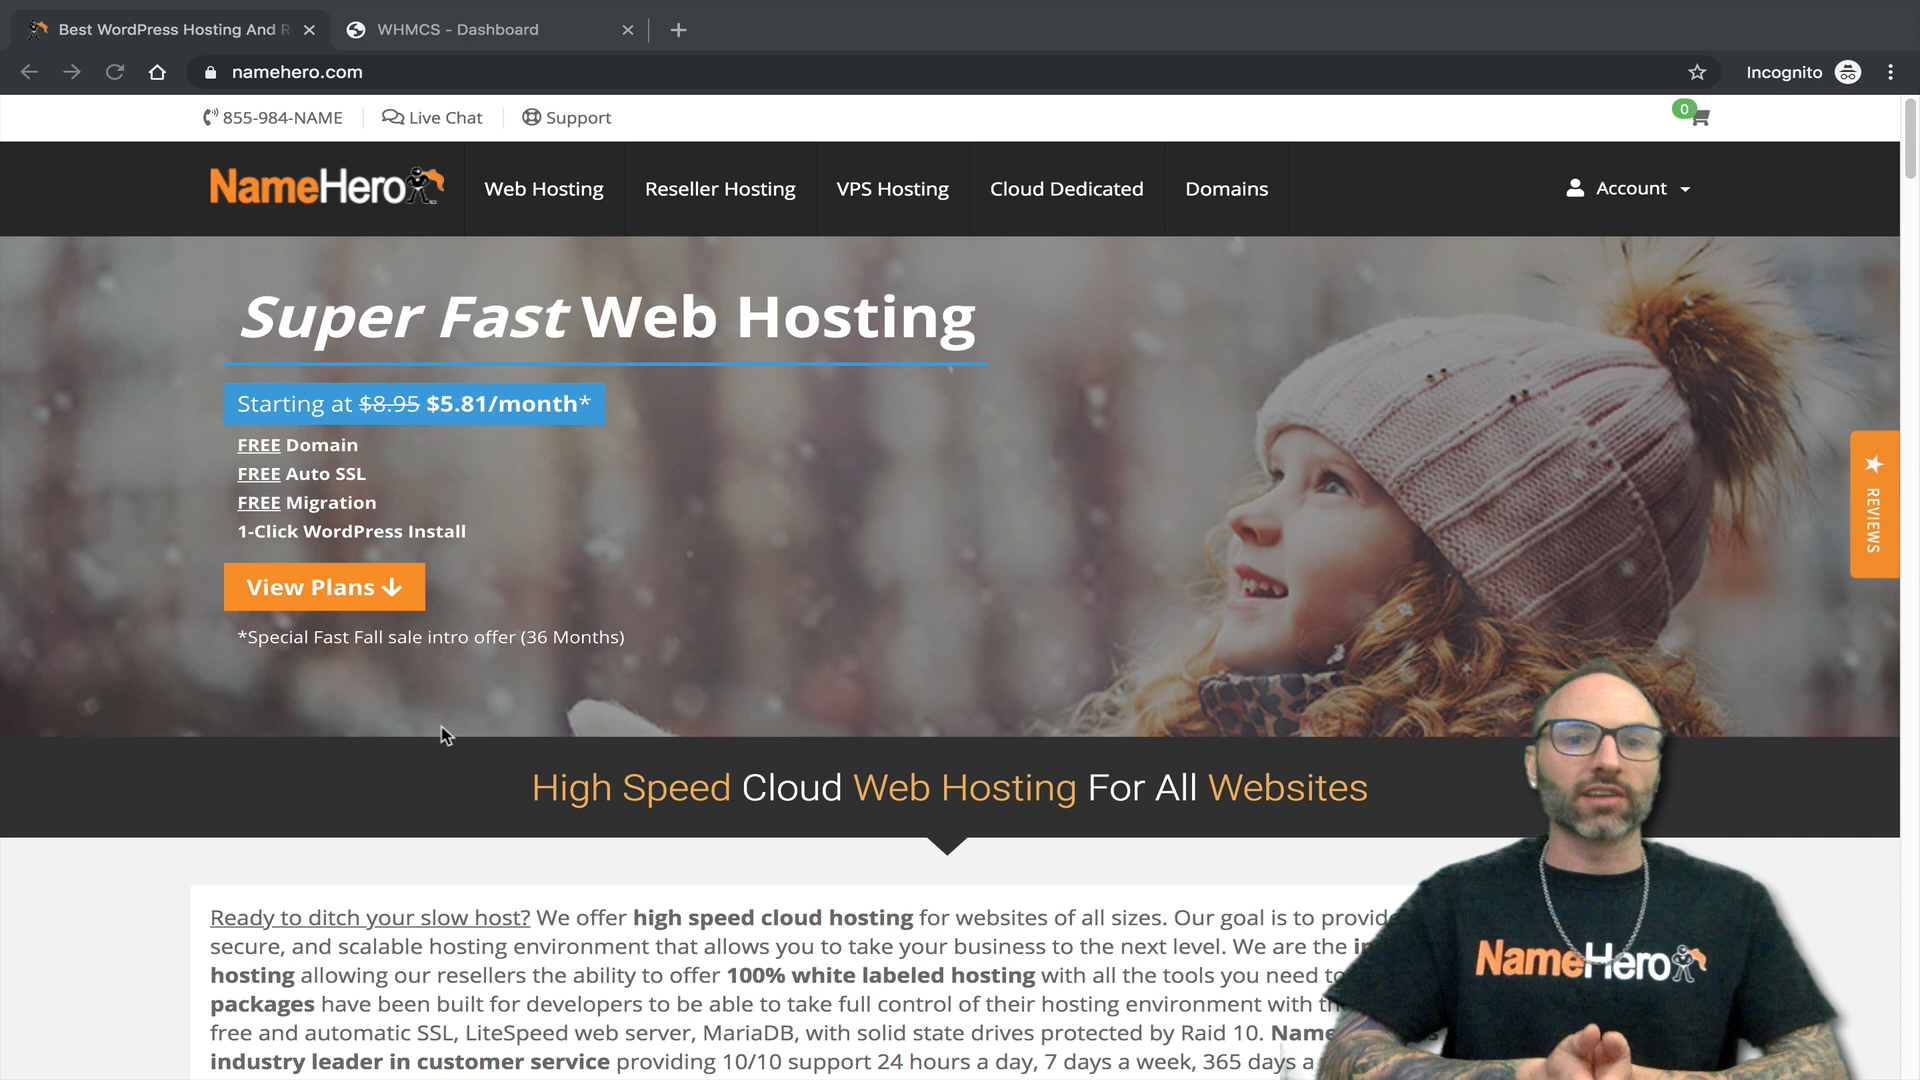 Best WordPress Hosting And R
WHMCS - Dashboard
namehero.com
Incognito
855-984-NAME
Live Chat
Support
0
NameHero
Web Hosting
Reseller Hosting
VPS Hosting
Cloud Dedicated
Domains
Account
Super Fast Web Hosting
Starting at $8.95 $5.81/month*
FREE Domain
FREE Auto SSL
FREE Migration
1-Click WordPress Install
View Plans
*Special Fast Fall sale intro offer (36 Months)
REVIEWS
High Speed Cloud Web Hosting For All Websites
Ready to ditch your slow host? We offer high speed cloud hosting for websites of all sizes. Our goal is to provide
secure, and scalable hosting environment that allows you to take your business to the next level. We are the
hosting allowing our resellers the ability to offer 100% white labeled hosting with all the tools you need to
packages have been built for developers to be able to take full control of their hosting environment with
free and automatic SSL, LiteSpeed web server, MariaDB, with solid state drives protected by Raid 10. Name
industry leader in customer service providing 10/10 support 24 hours a day, 7 days a week, 365 days a
NameHero